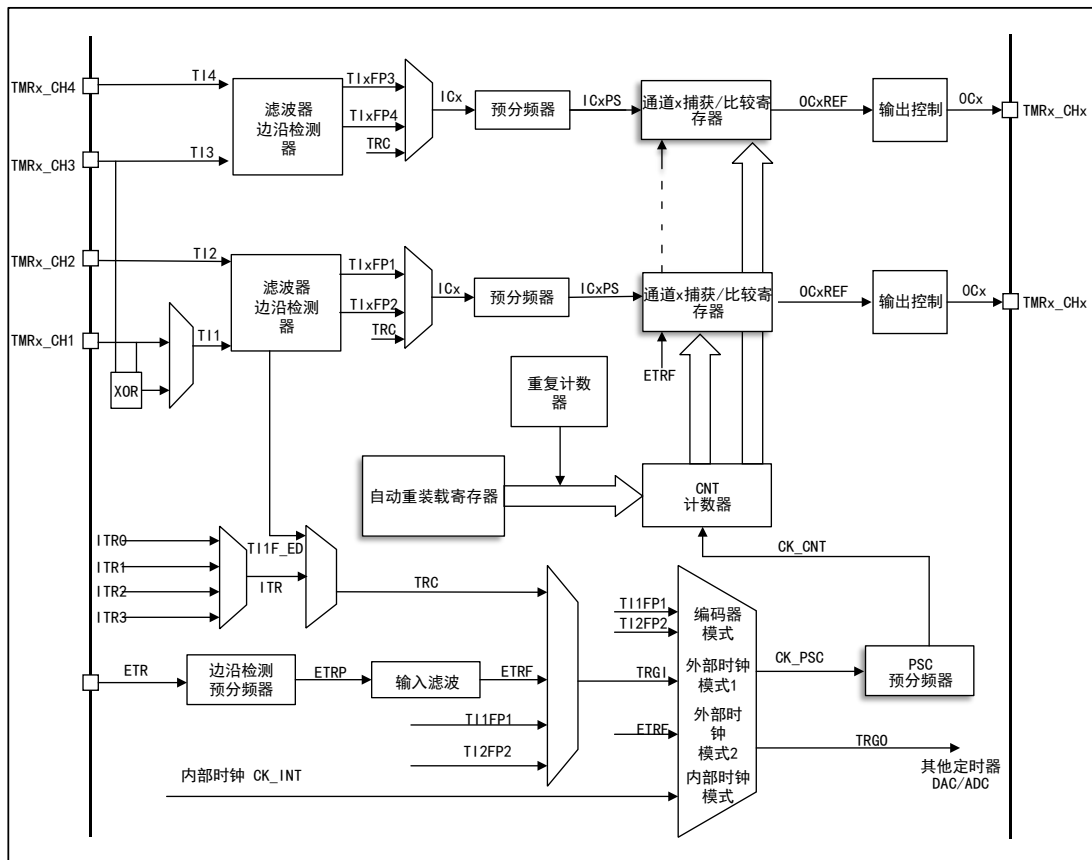 TMRx_CH4
TI4
滤波器
边沿检测
器
TIxFP3
TIxFP4
TRC
ICx
预分频器
ICxPS
通道x捕获/比较寄
存器
OCxREF
输出控制
OCx
TMRx_CHx
TMRx_CH3
TI3
TMRx_CH2
TI2
滤波器
边沿检测
器
TIxFP1
TIxFP2
TRC
ICx
预分频器
ICxPS
通道x捕获/比较寄
存器
OCxREF
输出控制
OCx
TMRx_CHx
TMRx_CH1
TI1
XOR
ETRF
重复计数
器
自动重装载寄存器
CNT
计数器
CK_CNT
ITR0
ITR1
ITR2
ITR3
TI1F_ED
ITR
TRC
TI1FP1
TI2FP2
编码器
模式
ETR
边沿检测
预分频器
ETRP
输入滤波
ETRF
TRGI
外部时钟
模式1
CK_PSC
PSC
预分频器
TI1FP1
TI2FP2
ETRF
外部时
钟
模式2
TRGO
其他定时器
DAC/ADC
内部时钟 CK_INT
内部时钟
模式